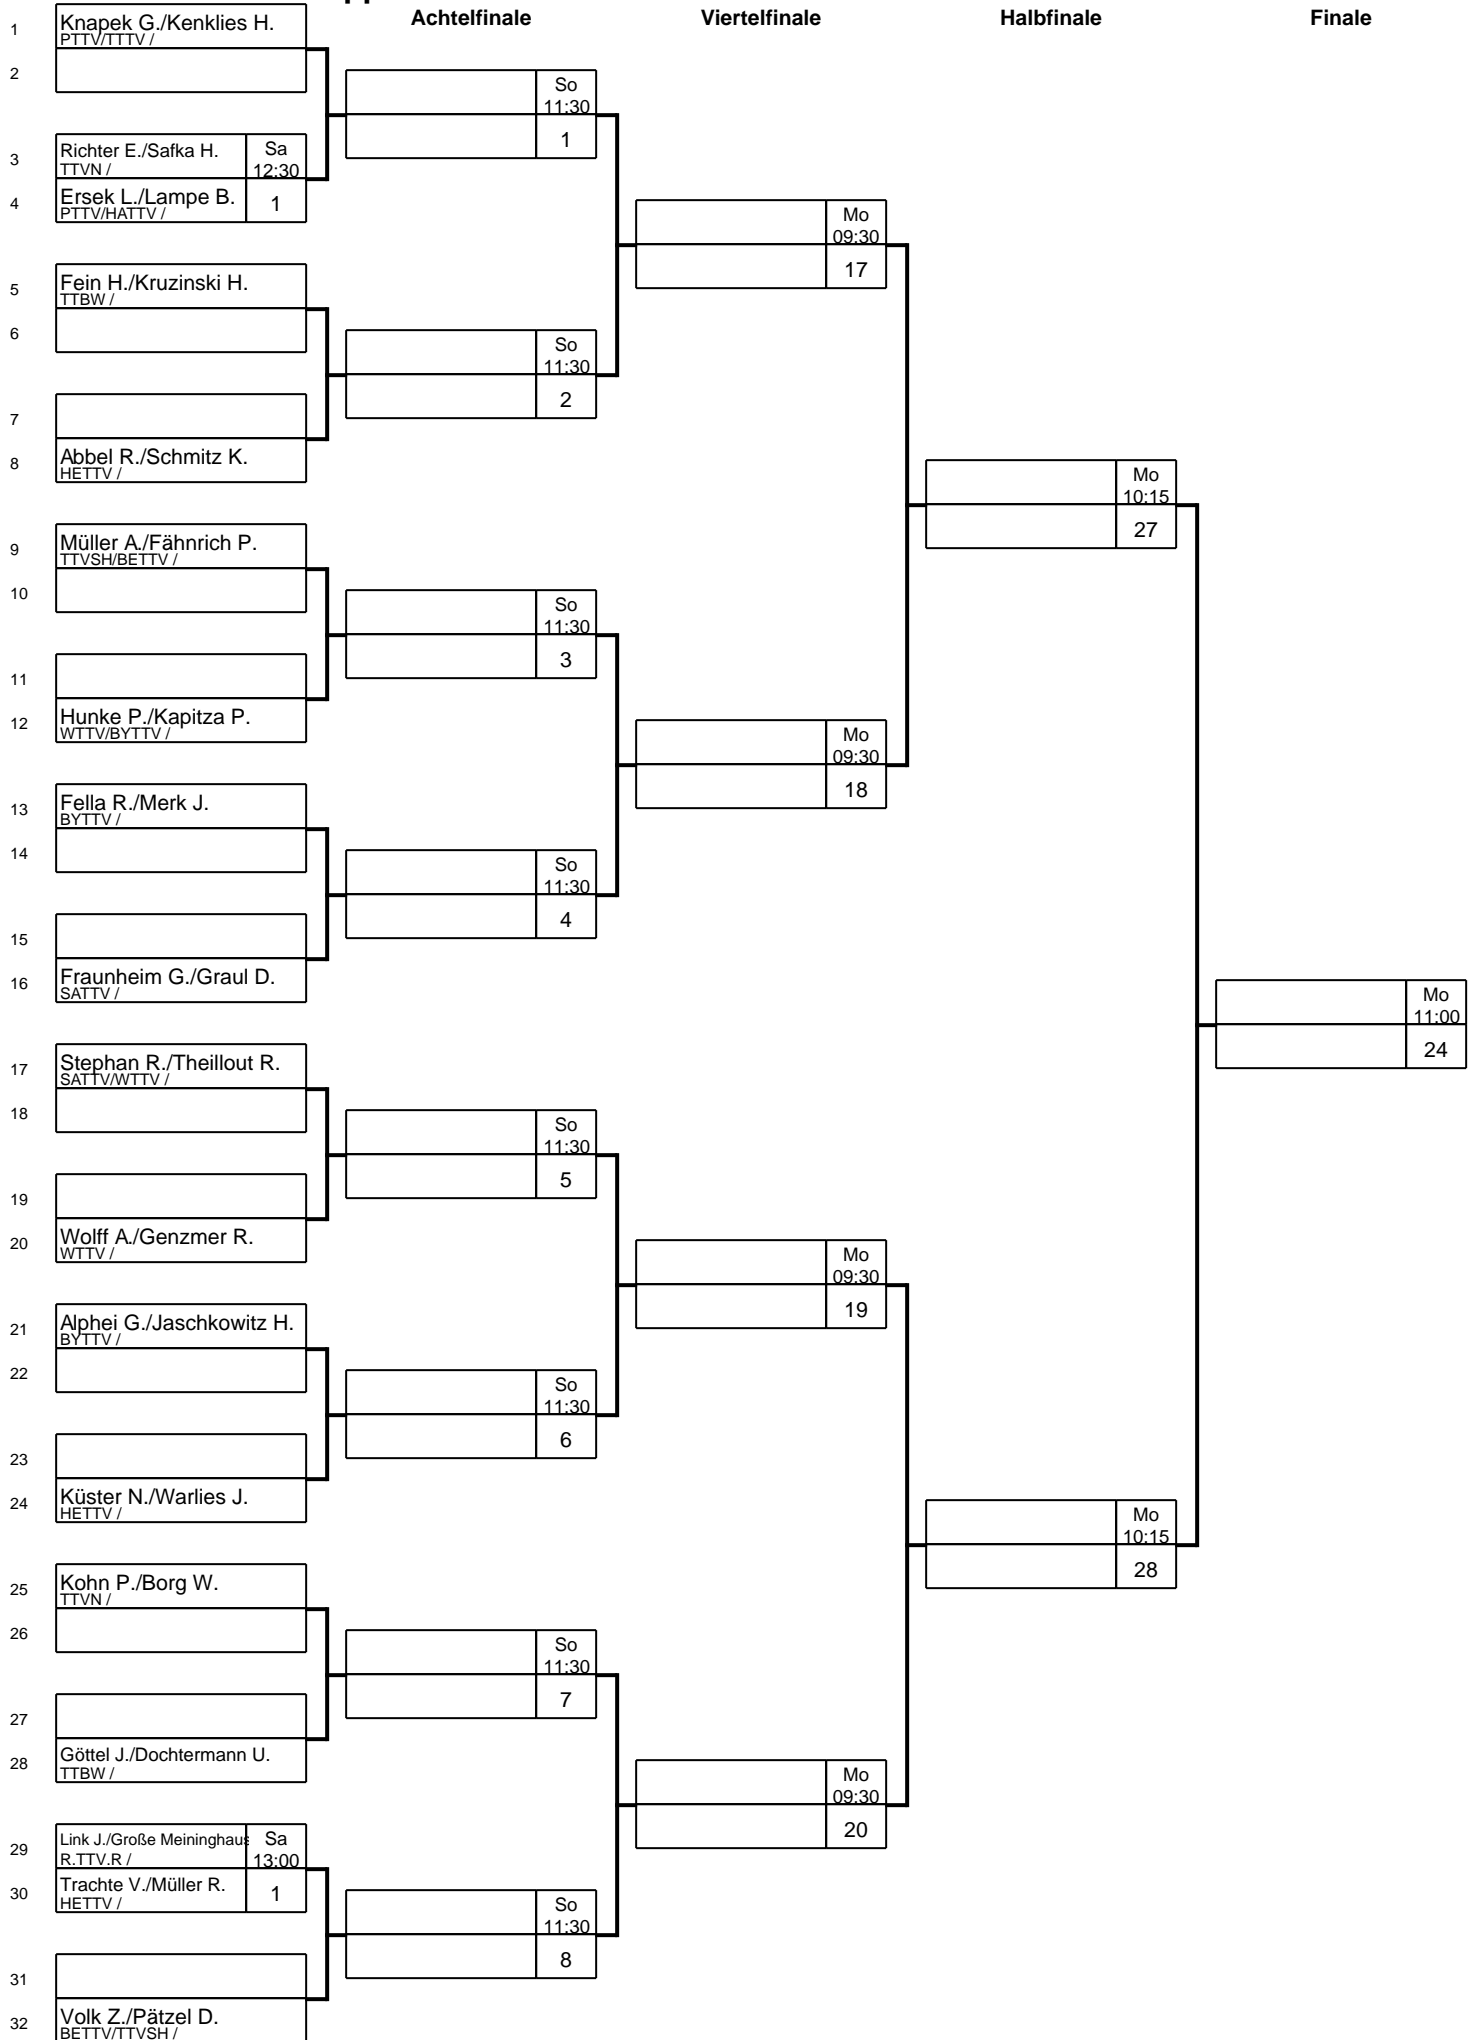 pp
Achtelfinale Viertelfinale Halbfinale Finale
1 Knapek G./Kenklies H.
PTTV/TTTV /
2
So
11:30
1
3 Richter E./Safka H. Sa
TTVN / 12:30
4 Ersek L./Lampe B. 1
PTTV/HATTV /
Mo
09:30
17
5 Fein H./Kruzinski H.
TTBW /
6
So
11:30
2
7
8 Abbel R./Schmitz K.
HETTV /
Mo
10:15
27
9 Müller A./Fähnrich P.
TTVSH/BETTV /
10
So
11:30
3
11
12 Hunke P./Kapitza P.
WTTV/BYTTV /
Mo
09:30
18
13 Fella R./Merk J.
BYTTV /
14
So
11:30
4
15
16 Fraunheim G./Graul D.
SATTV /
Mo
11:00
24
17 Stephan R./Theillout R.
SATTV/WTTV /
18
So
11:30
5
19
20 Wolff A./Genzmer R.
WTTV /
Mo
09:30
19
21 Alphei G./Jaschkowitz H.
BYTTV /
22
So
11:30
6
23
24 Küster N./Warlies J.
HETTV /
Mo
10:15
28
25 Kohn P./Borg W.
TTVN /
26
So
11:30
7
27
28 Göttel J./Dochtermann U.
TTBW /
Mo
09:30
20
29 Link J./Große Meininghaus Sa
R.TTV.R / 13:00
30 Trachte V./Müller R. 1
HETTV /
So
11:30
8
31
32 Volk Z./Pätzel D.
BETTV/TTVSH /